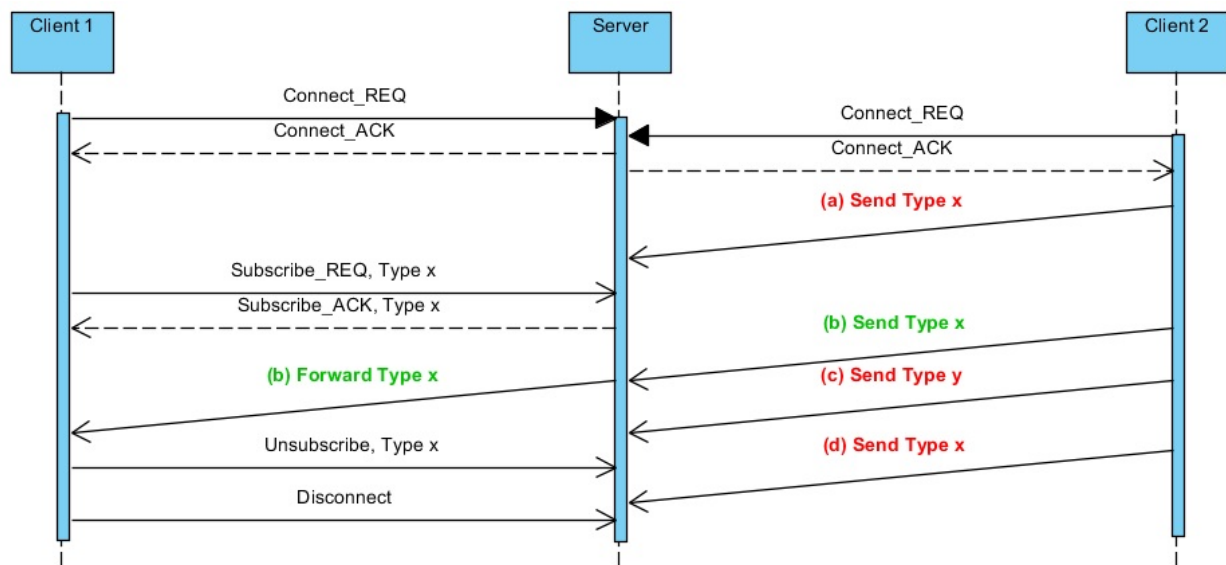 Client 1
Server
Client 2
Connect_REQ
Connect_REQ
Connect_ACK
Connect_ACK
(a) Send Type x
Subscribe_REQ, Type x
Subscribe_ACK, Type x
(b) Send Type x
(b) Forward Type x
(c) Send Type y
Unsubscribe, Type x
(d) Send Type x
Disconnect